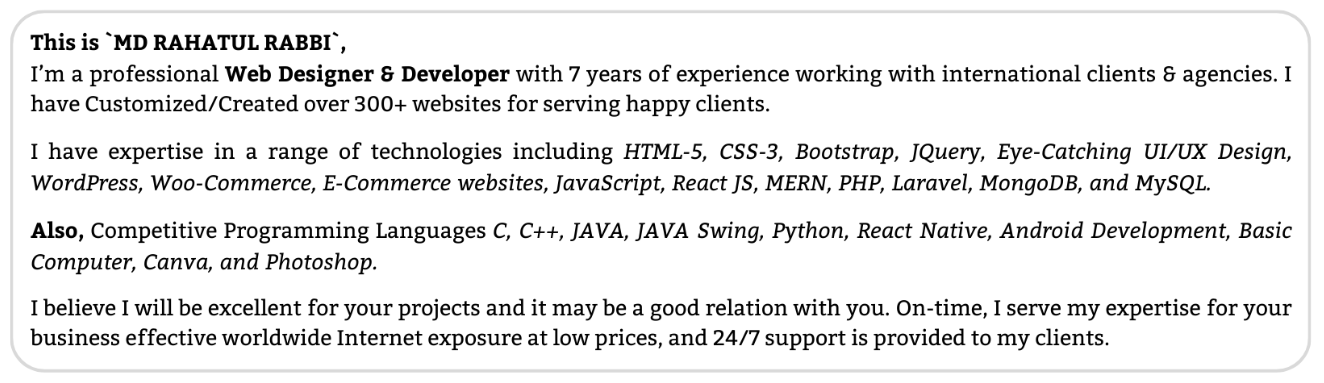 This is `MD RAHATUL RABBI`,
I’m a professional Web Designer & Developer with 7 years of experience working with international clients & agencies. I
have Customized/Created over 300+ websites for serving happy clients.
I have expertise in a range of technologies including HTML-5, CSS-3, Bootstrap, JQuery, Eye-Catching UI/UX Design,
WordPress, Woo-Commerce, E-Commerce websites, JavaScript, React JS, MERN, PHP, Laravel, MongoDB, and MySQL.
Also, Competitive Programming Languages C, C++, JAVA, JAVA Swing, Python, React Native, Android Development, Basic
Computer, Canva, and Photoshop.
I believe I will be excellent for your projects and it may be a good relation with you. On-time, I serve my expertise for your
business effective worldwide Internet exposure at low prices, and 24/7 support is provided to my clients.